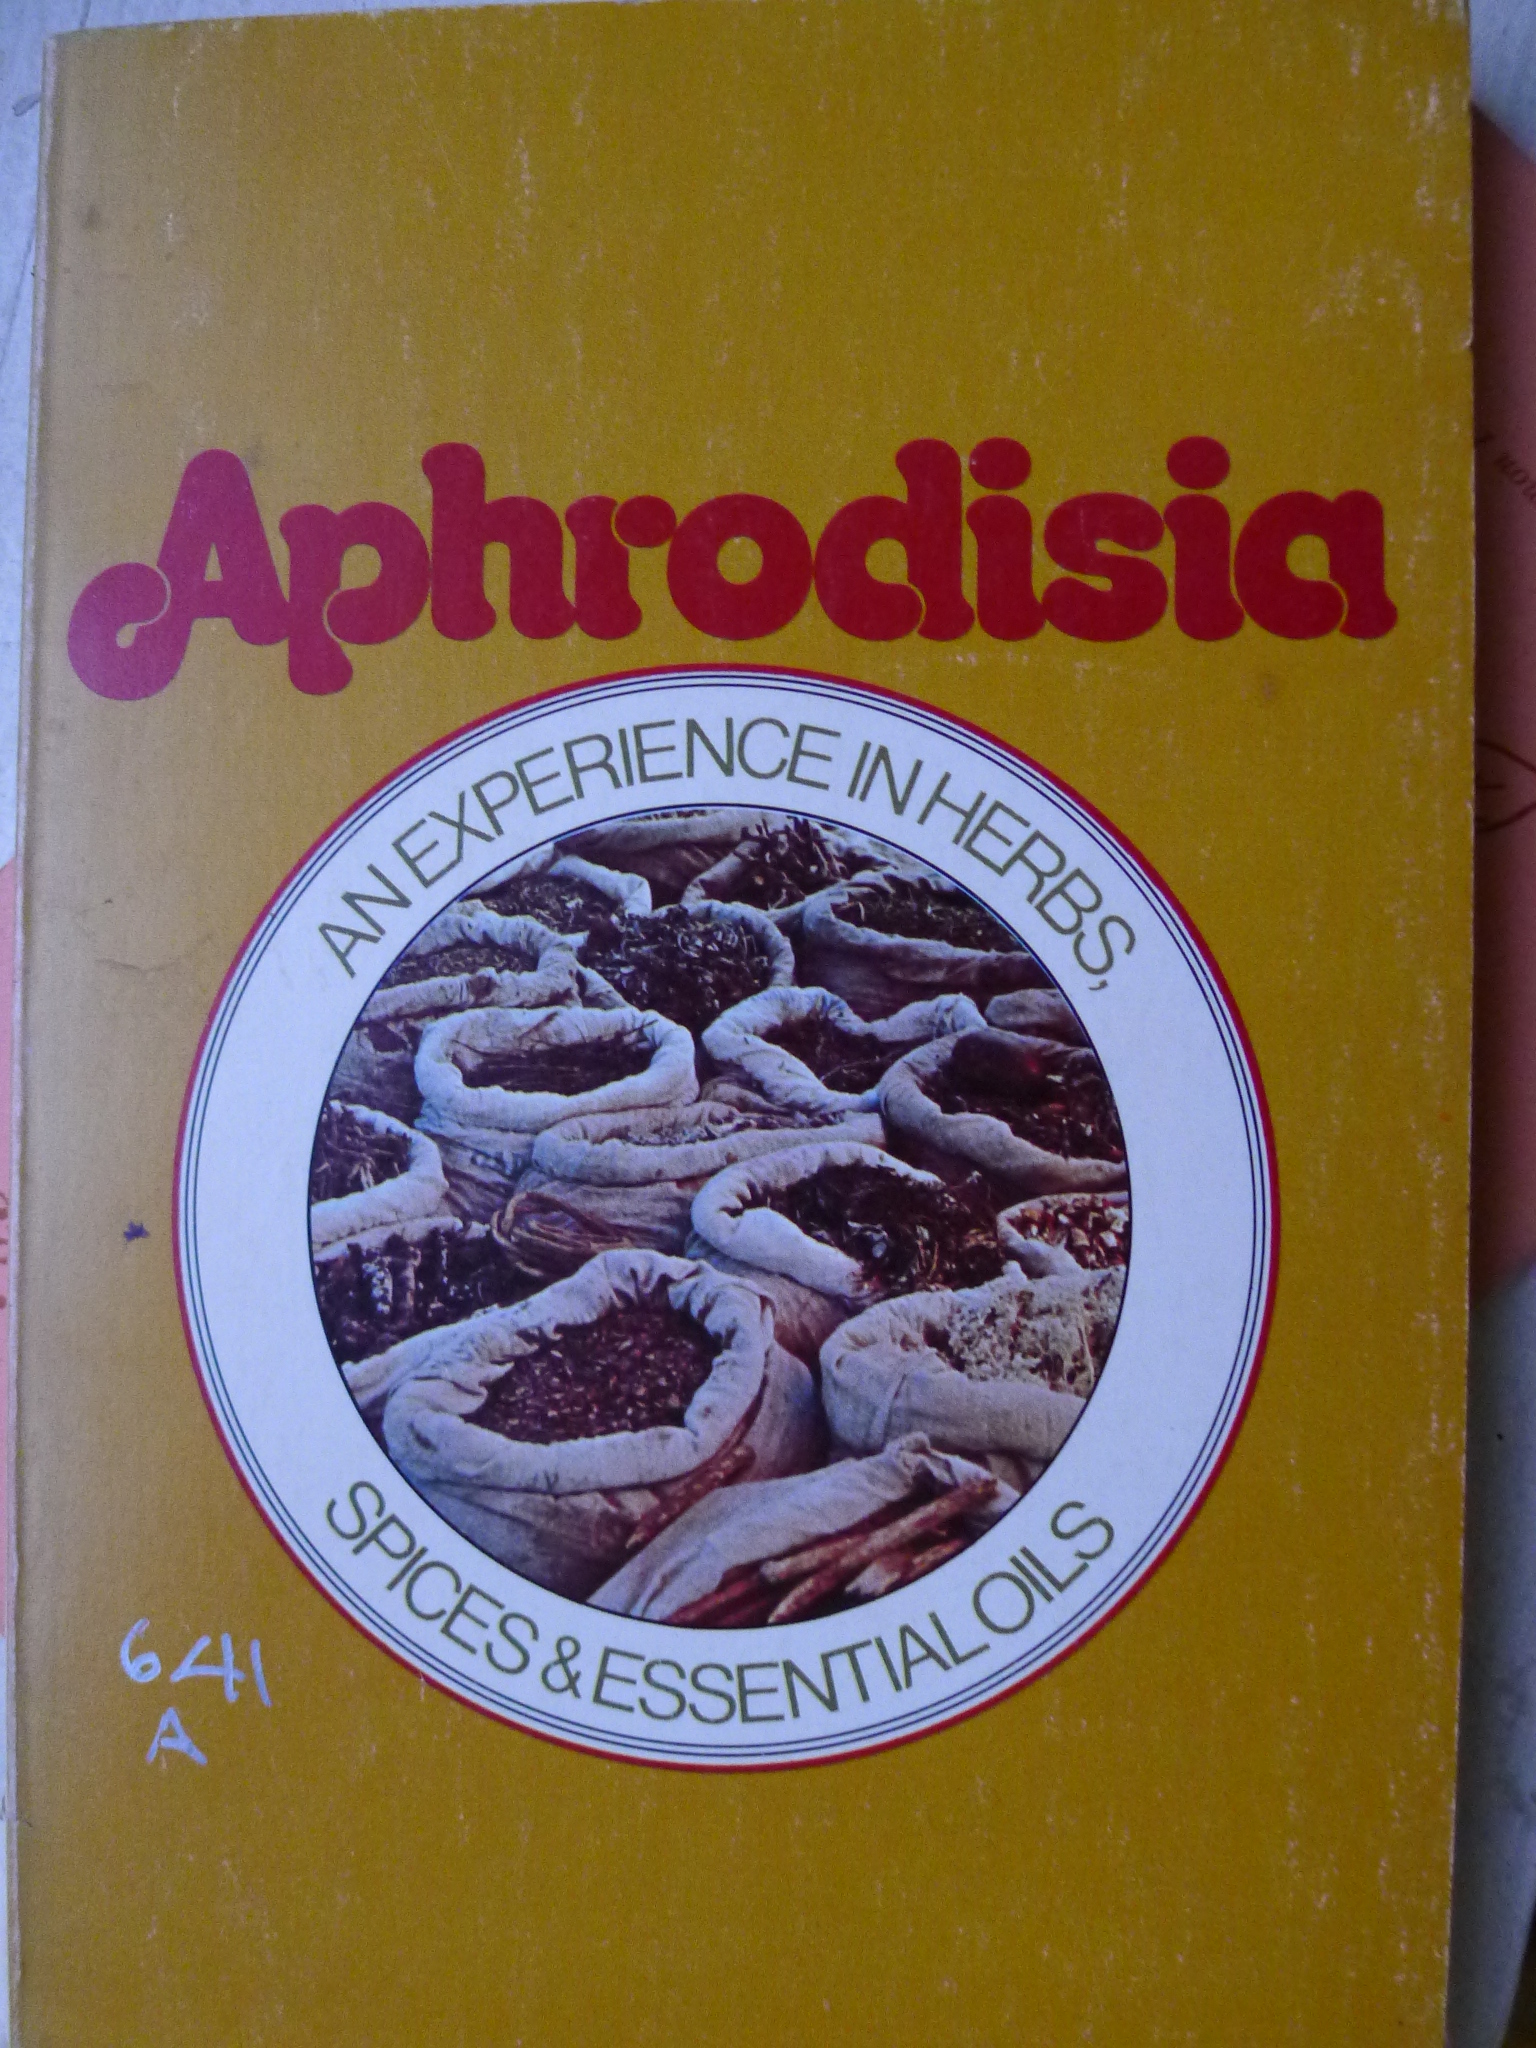 Aphrodisia
AN EXPERIENCE IN HERBS,
SPICES & ESSENTIAL OILS
641
A